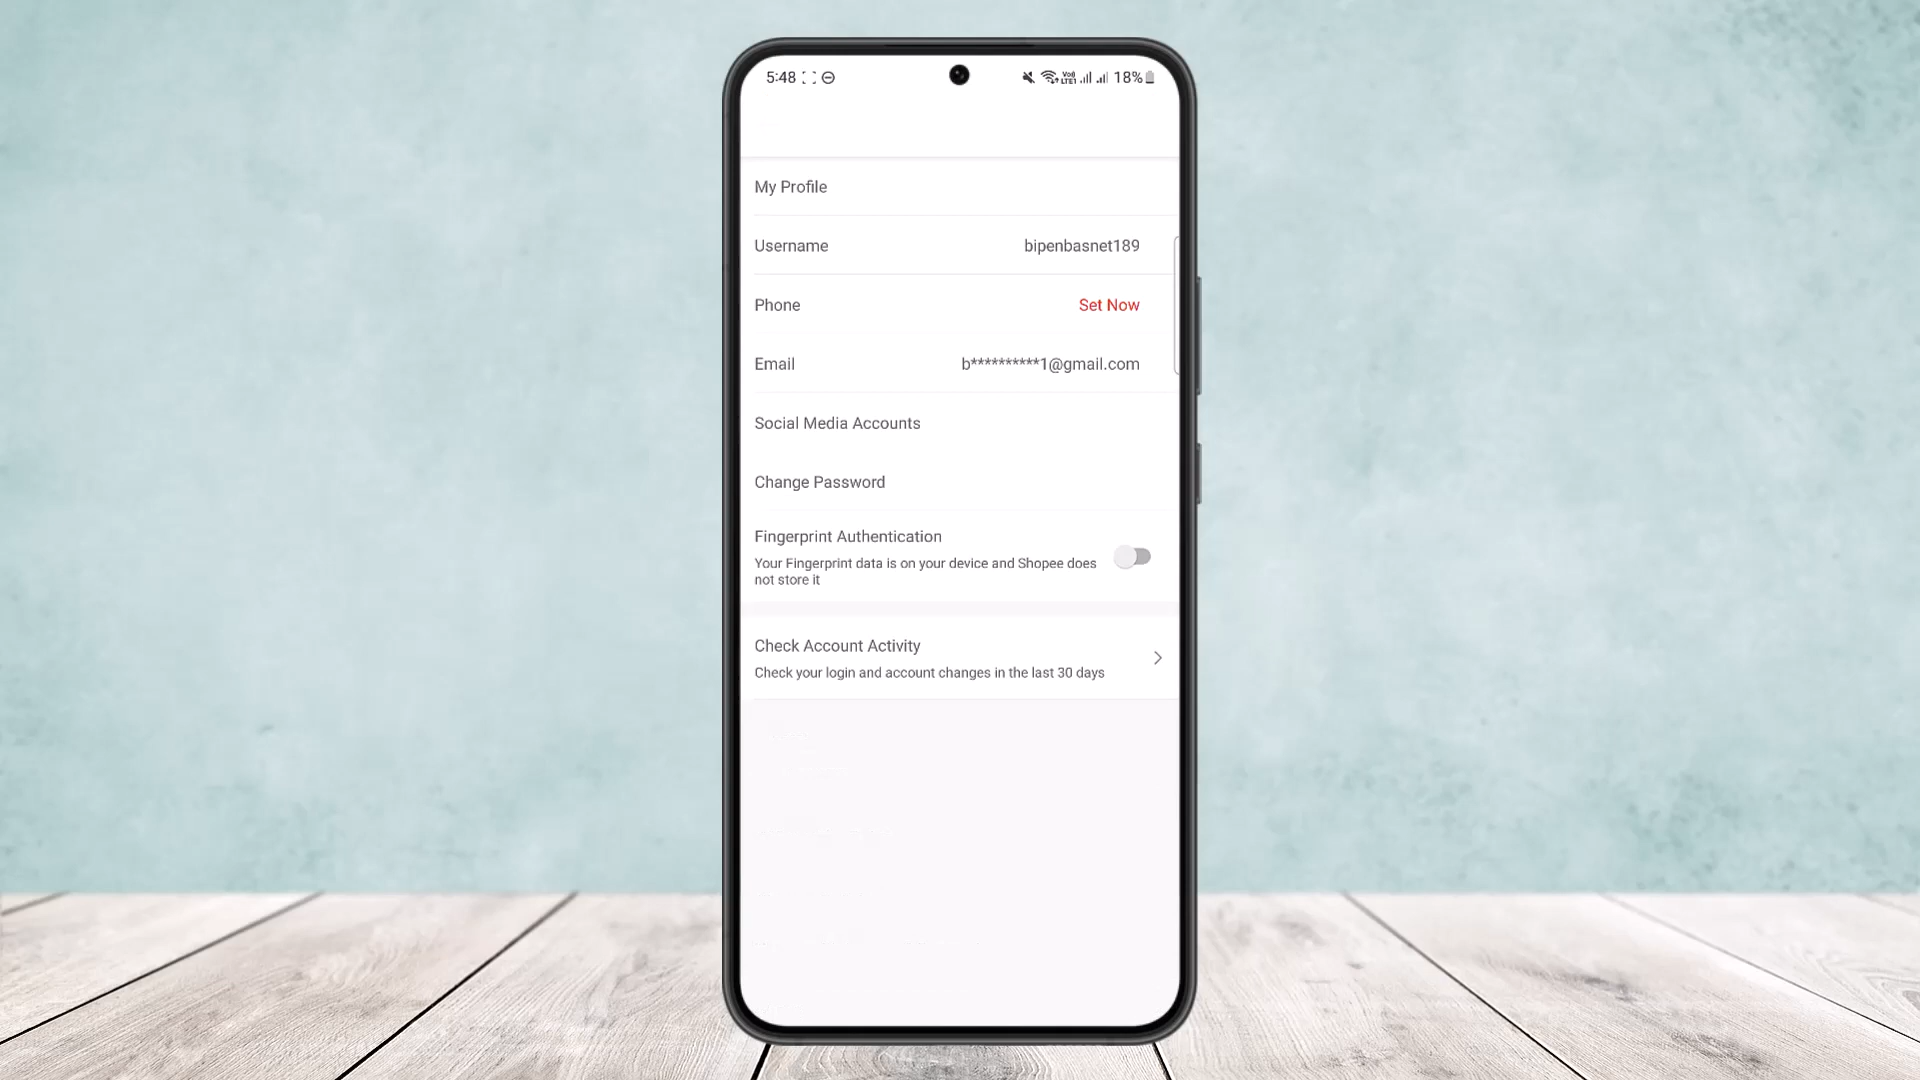 5:48
18%
My Profile
Username bipenbasnet189
Phone Set Now
Email b**********1@gmail.com
Social Media Accounts
Change Password
Fingerprint Authentication
Your Fingerprint data is on your device and Shopee does
not store it
Check Account Activity
Check your login and account changes in the last 30 days